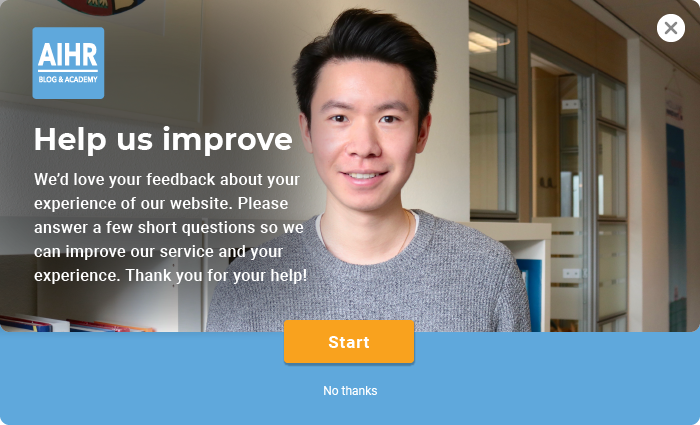 AIHR
BLOG & ACADEMY
Help us improve
We’d love your feedback about your
experience of our website. Please
answer a few short questions so we
can improve our service and your
experience. Thank you for your help!
Start
No thanks